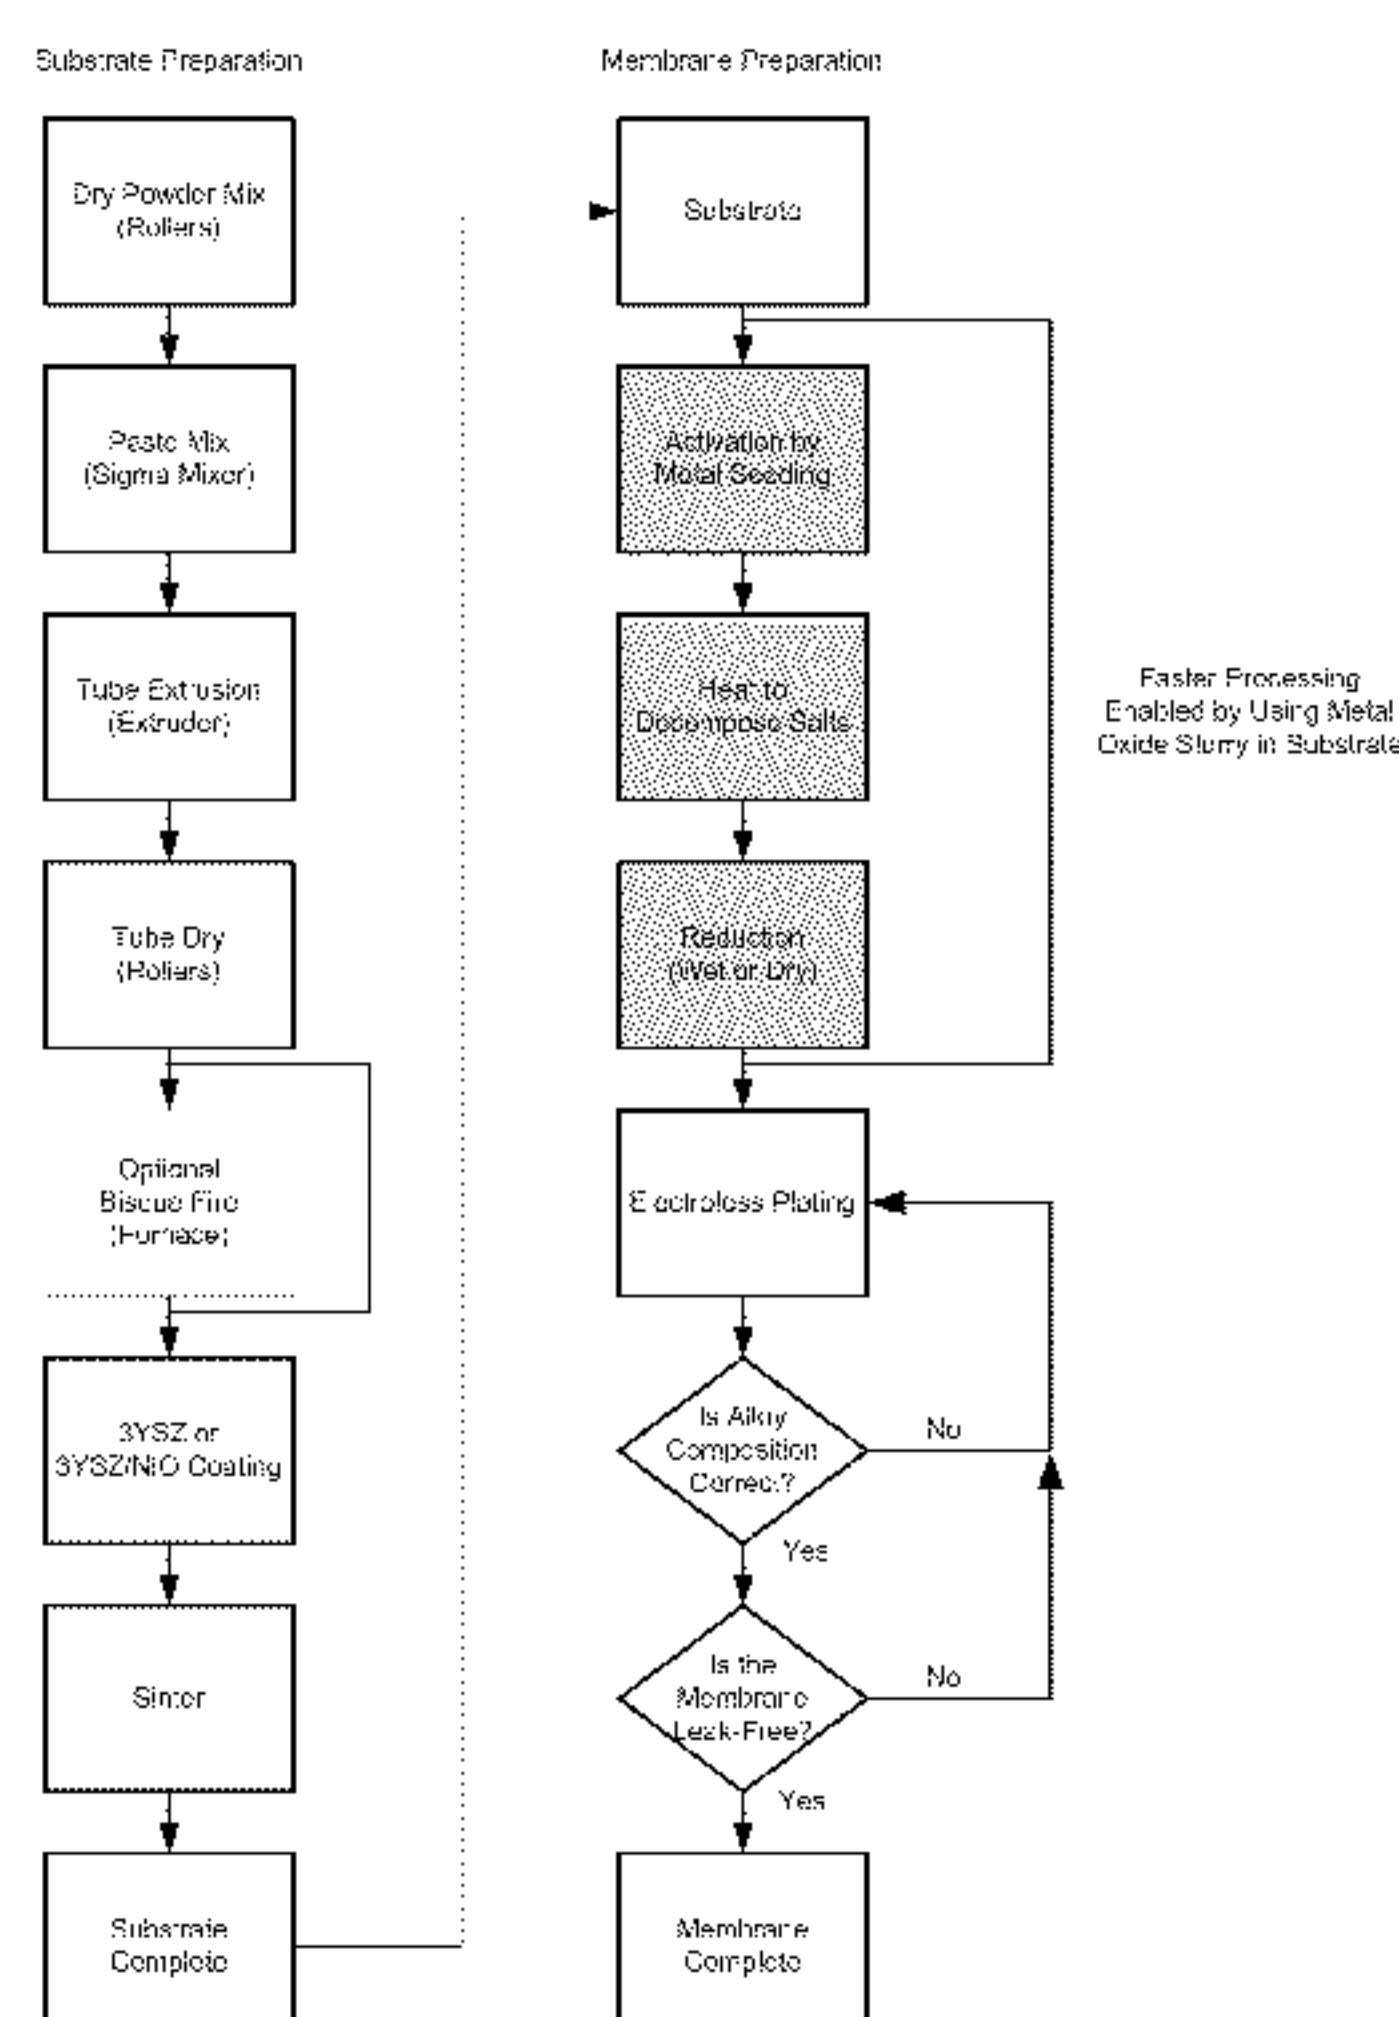 Substrate Preparation
Dry Powder Mix
(Rollers)
Paste Mix
(Sigma Mixer)
Tube Extrusion
(Extruder)
Tube Dry
(Rollers)
Optional
Biscue Fire
(Furnace)
3YSZ or
3YSZ/NiO Coating
Sinter
Substrate
Complete
Membrane Preparation
Substrate
Activation by
Metal Seeding
Heat to
Decompose Salts
Reduction
(Wet or Dry)
Faster Processing
Enabled by Using Metal
Oxide Slurry in Substrate
Electroless Plating
Is Alloy
Composition
Correct?
No
Yes
Is the
Membrane
Leak-Free?
No
Yes
Membrane
Complete